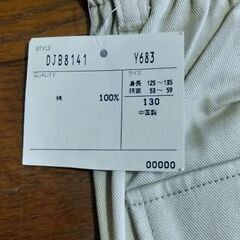 STYLE
DJB8141 Y683
QUALITY サイズ
綿 100%
身長 125~135
胴囲 53~59
130
中国製
00000